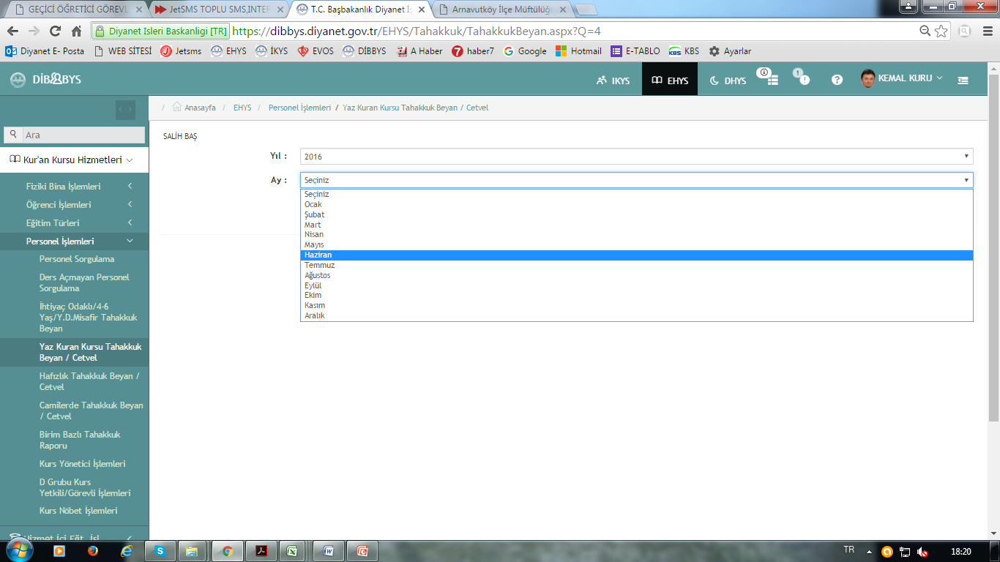 GEÇİCİ ÖĞRETİCİ GÖREVL
JetSMS TOPLU SMS,INTER
T.C. Başbakanlık Diyanet İş
Arnavutköy İlçe Müftülüğü
Diyanet Isleri Baskanligi [TR]
https://dibbys.diyanet.gov.tr/EHYS/Tahakkuk/TahakkukBeyan.aspx?Q=4
Diyanet E- Posta
WEB SİTESİ
Jetsms
EHYS
İKYS
EVOS
DİBBYS
A Haber
haber7
Google
Hotmail
E-TABLO
KBS
Ayarlar
DİBBYS
IKYS
EHYS
DHYS
1
KEMAL KURU
/ Anasayfa / EHYS / Personel İşlemleri / Yaz Kuran Kursu Tahakkuk Beyan / Cetvel
Ara
Kur'an Kursu Hizmetleri
Fiziki Bina İşlemleri
Öğrenci İşlemleri
Eğitim Türleri
Personel İşlemleri
Personel Sorgulama
Ders Açmayan Personel
Sorgulama
İhtiyaç Odaklı/4-6
Yaş/Y.D.Misafir Tahakkuk
Beyan
Yaz Kuran Kursu Tahakkuk
Beyan / Cetvel
Hafızlık Tahakkuk Beyan /
Cetvel
Camilerde Tahakkuk Beyan
/ Cetvel
Birim Bazlı Tahakkuk
Raporu
Kurs Yönetici İşlemleri
D Grubu Kurs
Yetkili/Görevli İşlemleri
Kurs Nöbet İşlemleri
Hizmet İçi Eğt. İşl.
SALİH BAŞ
Yıl :
2016
Ay :
Seçiniz
Seçiniz
Ocak
Şubat
Mart
Nisan
Mayıs
Haziran
Temmuz
Ağustos
Eylül
Ekim
Kasım
Aralık
TR
18:20